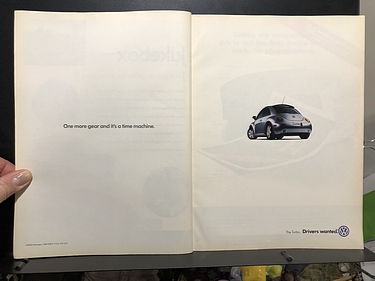 One more gear and it's a time machine.
The Turbo. Drivers wanted.